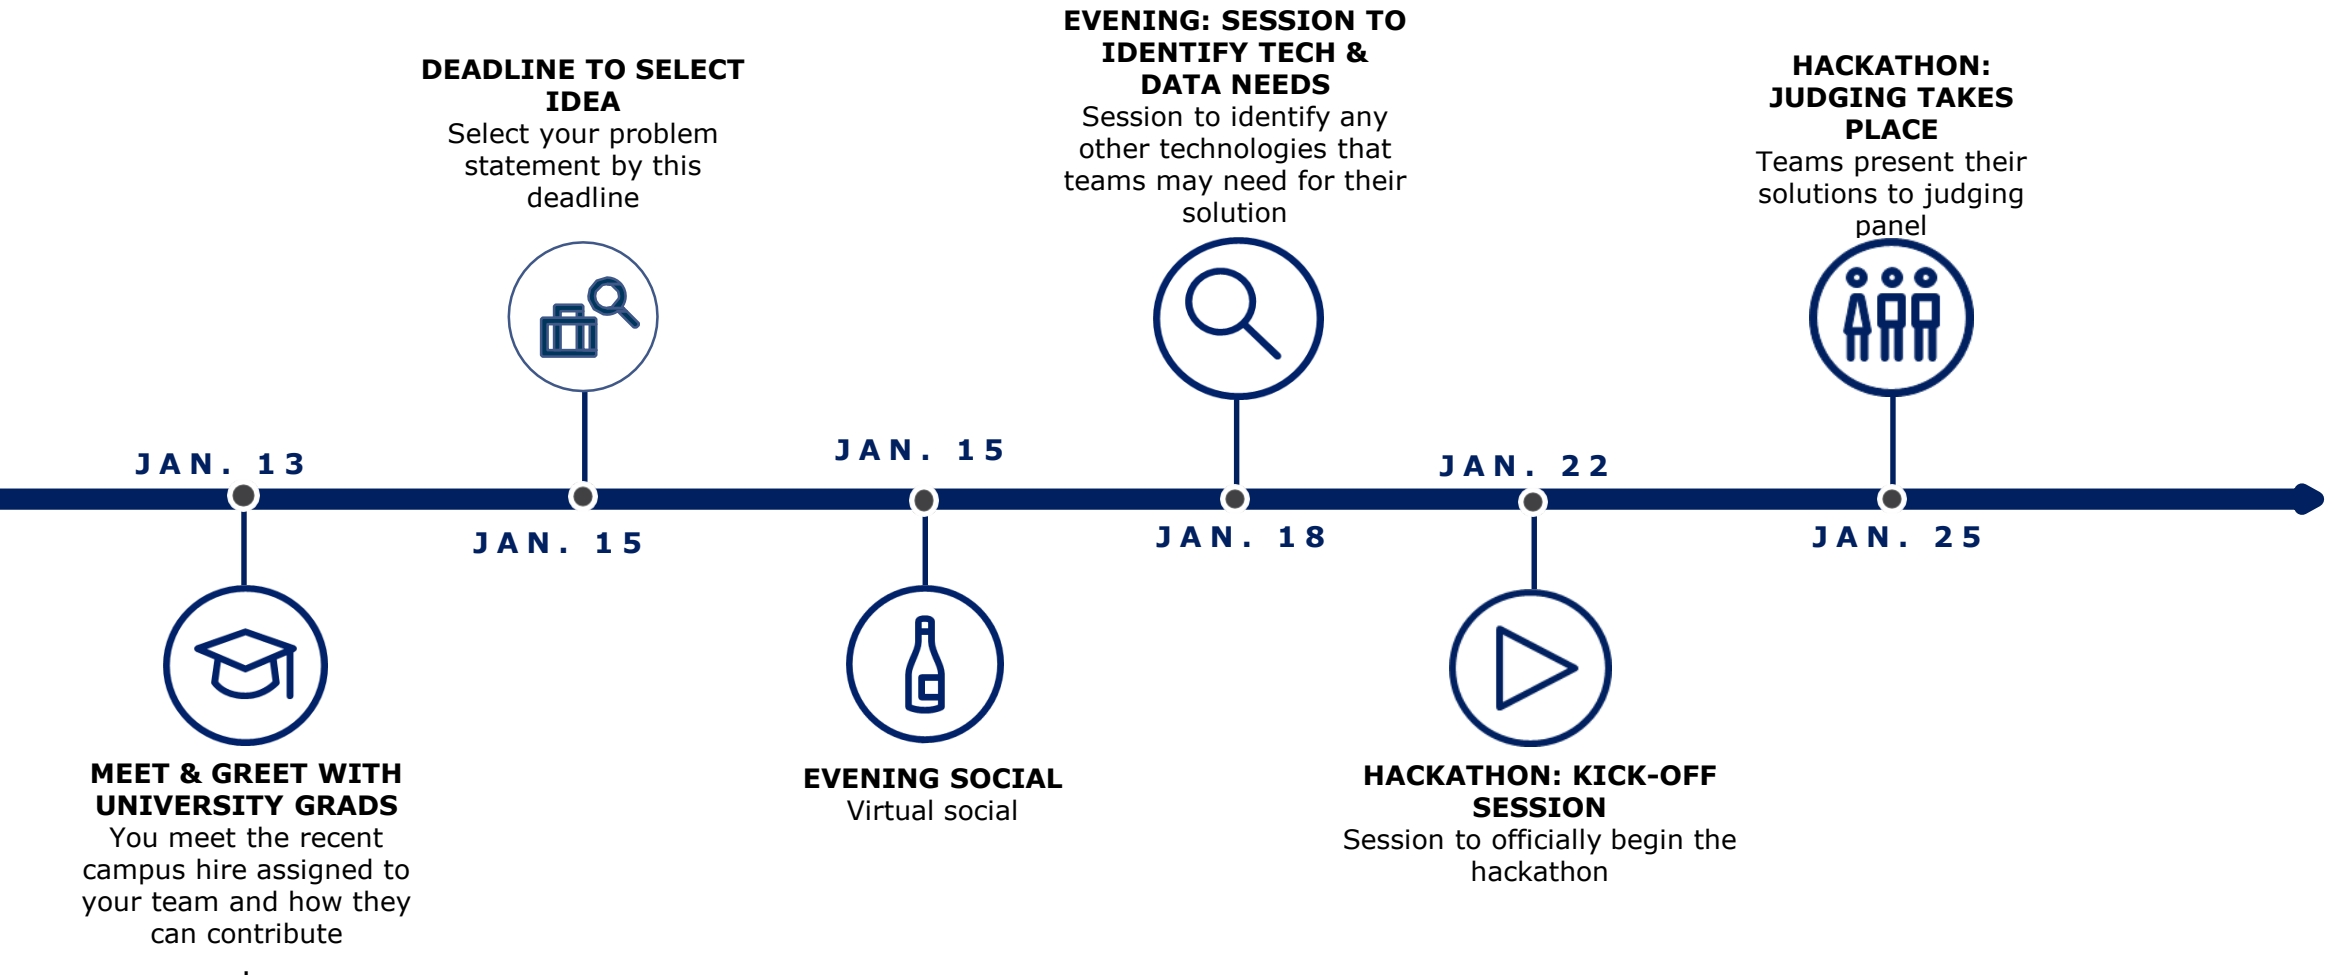 EVENING: SESSION TO
IDENTIFY TECH &
DATA NEEDS
Session to identify any
other technologies that
teams may need for their
solution
DEADLINE TO SELECT
IDEA
Select your problem
statement by this
deadline
HACKATHON:
JUDGING TAKES
PLACE
Teams present their
solutions to judging
panel
JAN. 13
JAN. 15
JAN. 15
JAN. 18
JAN. 22
JAN. 25
MEET & GREET WITH
UNIVERSITY GRADS
You meet the recent
campus hire assigned to
your team and how they
can contribute
EVENING SOCIAL
Virtual social
HACKATHON: KICK-OFF
SESSION
Session to officially begin the
hackathon